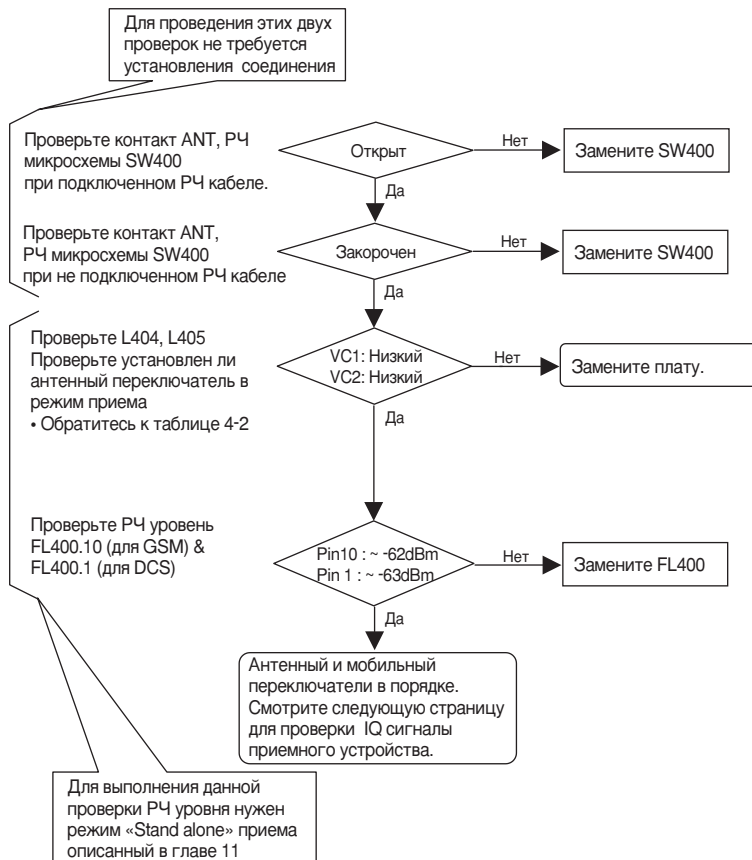 Для проведения этих двух
проверок не требуется
установления соединения
Проверьте контакт ANT, РЧ
микросхемы SW400
при подключенном РЧ кабеле.
Открыт
Нет
Замените SW400
Да
Проверьте контакт ANT,
РЧ микросхемы SW400
при не подключенном РЧ кабеле
Закорочен
Нет
Замените SW400
Да
Проверьте L404, L405
Проверьте установлен ли
антенный переключатель в
режим приема
• Обратитесь к таблице 4-2
VC1: Низкий
VC2: Низкий
Нет
Замените плату.
Да
Проверьте РЧ уровень
FL400.10 (для GSM) &
FL400.1 (для DCS)
Pin10 : ~ -62dBm
Pin 1 : ~ -63dBm
Нет
Замените FL400
Да
Антенный и мобильный
переключатели в порядке.
Смотрите следующую страницу
для проверки IQ сигналы
приемного устройства.
Для выполнения данной
проверки РЧ уровня нужен
режим «Stand alone» приема
описанный в главе 11